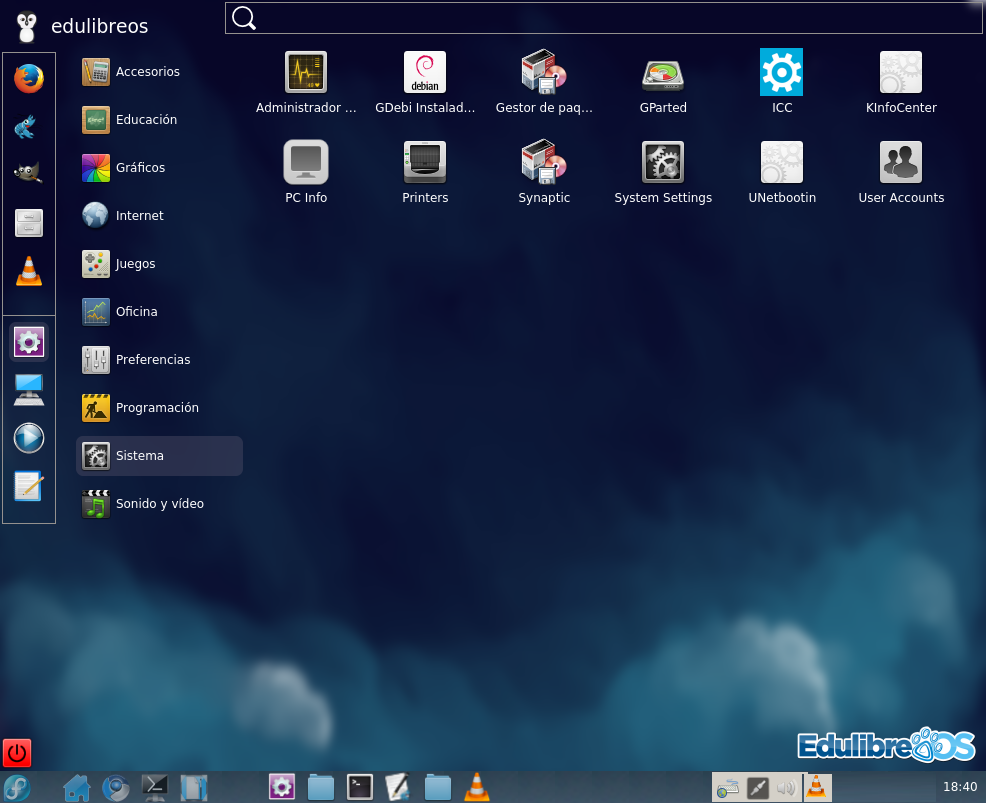 edulibreos
Accesorios
Educación
Gráficos
Internet
Juegos
Oficina
Preferencias
Programación
Sistema
Sonido y vídeo
Administrador ...
GDebi Instalad...
Gestor de paq...
GParted
ICC
KInfoCenter
debian
PC Info
Printers
Synaptic
System Settings
UNetbootin
User Accounts
EdulibreOS
18:40